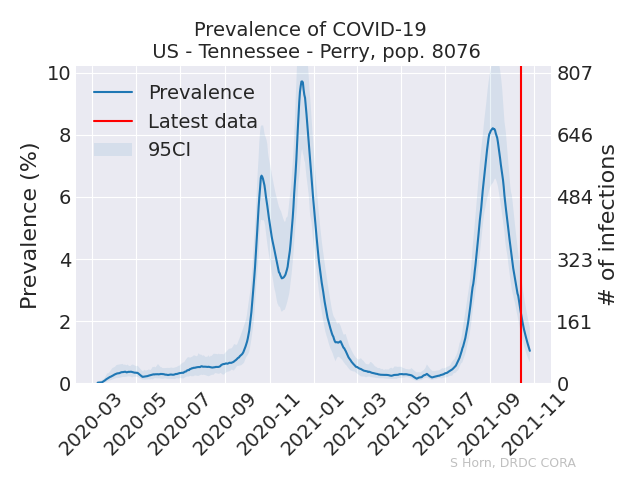 Prevalence of COVID-19
US - Tennessee - Perry, pop. 8076
Prevalence (%)
10
8
6
4
2
0
Prevalence
Latest data
95CI
807
646
484
323
161
0
# of infections
2020-03
2020-05
2020-07
2020-09
2020-11
2021-01
2021-03
2021-05
2021-07
2021-09
2021-11
S Horn, DRDC CORA